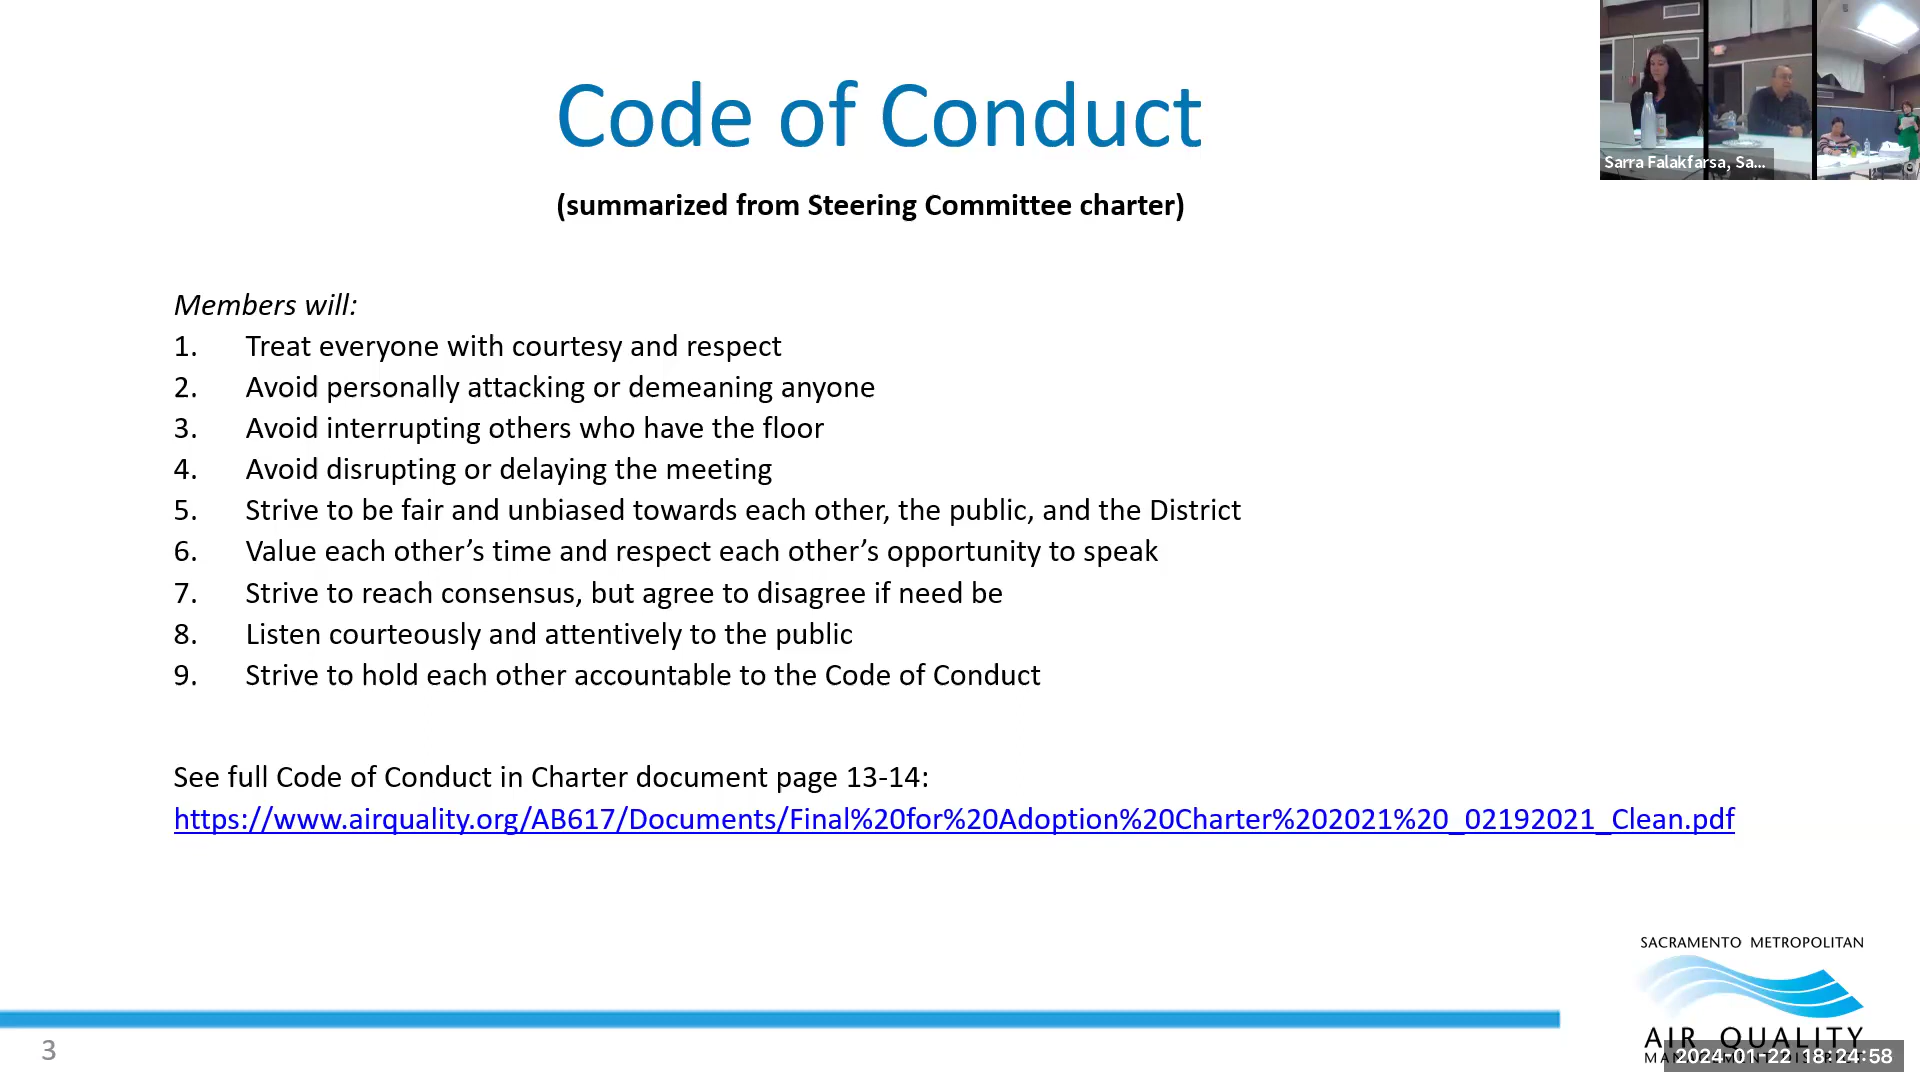 Code of Conduct
(summarized from Steering Committee charter)
Members will:
1. Treat everyone with courtesy and respect
2. Avoid personally attacking or demeaning anyone
3. Avoid interrupting others who have the floor
4. Avoid disrupting or delaying the meeting
5. Strive to be fair and unbiased towards each other, the public, and the District
6. Value each other’s time and respect each other’s opportunity to speak
7. Strive to reach consensus, but agree to disagree if need be
8. Listen courteously and attentively to the public
9. Strive to hold each other accountable to the Code of Conduct
See full Code of Conduct in Charter document page 13-14:
https://www.airquality.org/AB617/Documents/Final%20for%20Adoption%20Charter%202021%20_02192021_Clean.pdf
Sarra Falakfarsa, Sa...
SACRAMENTO METROPOLITAN
AIR QUALITY
2024-01-22 18:24:58
3